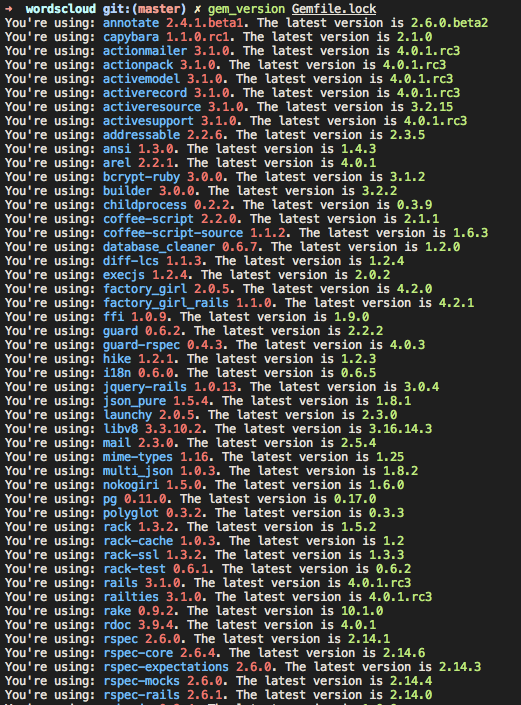 → wordscloud git:(master) ✗ gem_version Gemfile.lock
You're using: annotate 2.4.1.beta1. The latest version is 2.6.0.beta2
You're using: capybara 1.1.0.rc1. The latest version is 2.1.0
You're using: actionmailer 3.1.0. The latest version is 4.0.1.rc3
You're using: actionpack 3.1.0. The latest version is 4.0.1.rc3
You're using: activemodel 3.1.0. The latest version is 4.0.1.rc3
You're using: activerecord 3.1.0. The latest version is 4.0.1.rc3
You're using: activeresource 3.1.0. The latest version is 3.2.15
You're using: activesupport 3.1.0. The latest version is 4.0.1.rc3
You're using: addressable 2.2.6. The latest version is 2.3.5
You're using: ansi 1.3.0. The latest version is 1.4.3
You're using: arel 2.2.1. The latest version is 4.0.1
You're using: bcrypt-ruby 3.0.0. The latest version is 3.1.2
You're using: builder 3.0.0. The latest version is 3.2.2
You're using: childprocess 0.2.2. The latest version is 0.3.9
You're using: coffee-script 2.2.0. The latest version is 2.1.1
You're using: coffee-script-source 1.1.2. The latest version is 1.6.3
You're using: database_cleaner 0.6.7. The latest version is 1.2.0
You're using: diff-lcs 1.1.3. The latest version is 1.2.4
You're using: execjs 1.2.4. The latest version is 2.0.2
You're using: factory_girl 2.0.5. The latest version is 4.2.0
You're using: factory_girl_rails 1.1.0. The latest version is 4.2.1
You're using: ffi 1.0.9. The latest version is 1.9.0
You're using: guard 0.6.2. The latest version is 2.2.2
You're using: guard-rspec 0.4.3. The latest version is 4.0.3
You're using: hike 1.2.1. The latest version is 1.2.3
You're using: i18n 0.6.0. The latest version is 0.6.5
You're using: jquery-rails 1.0.13. The latest version is 3.0.4
You're using: json_pure 1.5.4. The latest version is 1.8.1
You're using: launchy 2.0.5. The latest version is 2.3.0
You're using: libv8 3.3.10.2. The latest version is 3.16.14.3
You're using: mail 2.3.0. The latest version is 2.5.4
You're using: mime-types 1.16. The latest version is 1.25
You're using: multi_json 1.0.3. The latest version is 1.8.2
You're using: nokogiri 1.5.0. The latest version is 1.6.0
You're using: pg 0.11.0. The latest version is 0.17.0
You're using: polyglot 0.3.2. The latest version is 0.3.3
You're using: rack 1.3.2. The latest version is 1.5.2
You're using: rack-cache 1.0.3. The latest version is 1.2
You're using: rack-ssl 1.3.2. The latest version is 1.3.3
You're using: rack-test 0.6.1. The latest version is 0.6.2
You're using: rails 3.1.0. The latest version is 4.0.1.rc3
You're using: railties 3.1.0. The latest version is 4.0.1.rc3
You're using: rake 0.9.2. The latest version is 10.1.0
You're using: rdoc 3.9.4. The latest version is 4.0.1
You're using: rspec 2.6.0. The latest version is 2.14.1
You're using: rspec-core 2.6.4. The latest version is 2.14.6
You're using: rspec-expectations 2.6.0. The latest version is 2.14.3
You're using: rspec-mocks 2.6.0. The latest version is 2.14.4
You're using: rspec-rails 2.6.1. The latest version is 2.14.0